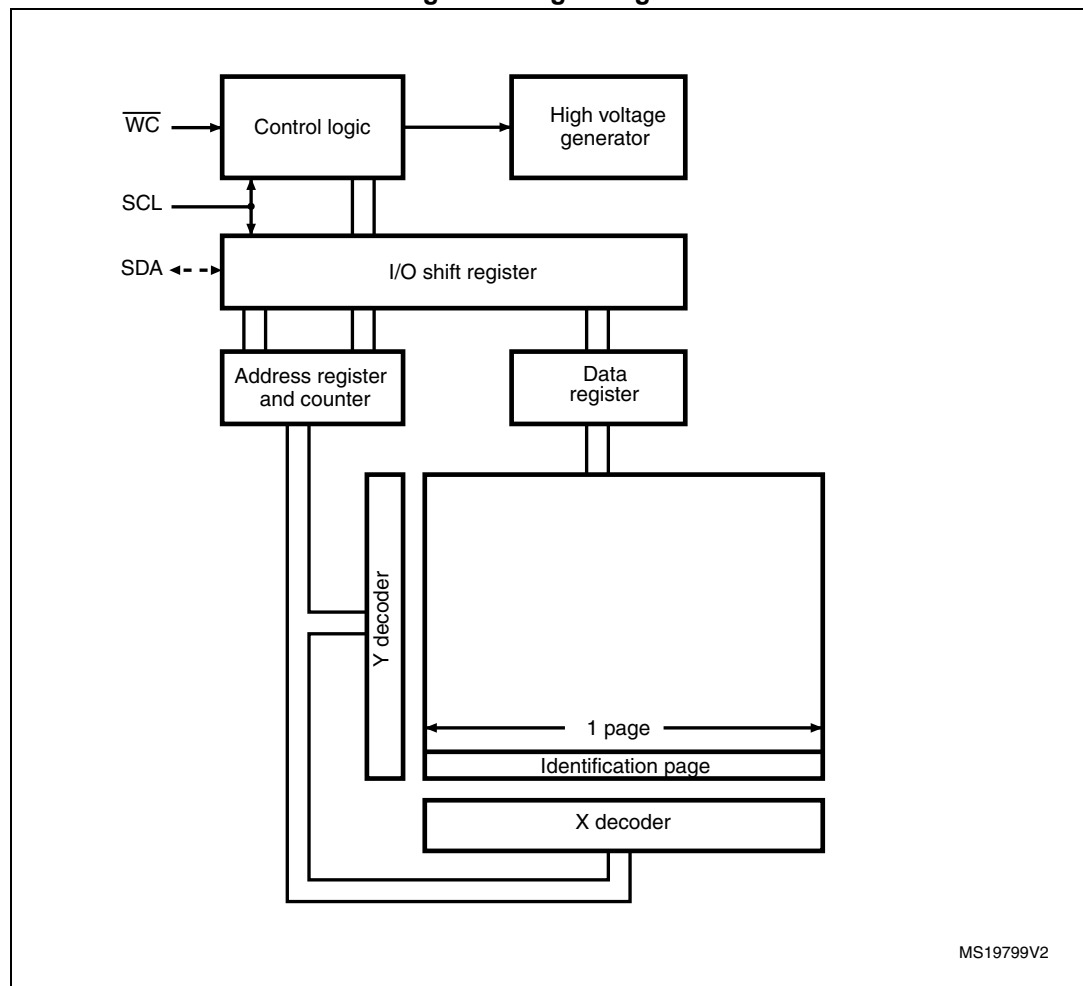 WC
Control logic
High voltage
generator
SCL
SDA
I/O shift register
Address register
and counter
Data
register
Y decoder
1 page
Identification page
X decoder
MS19799V2